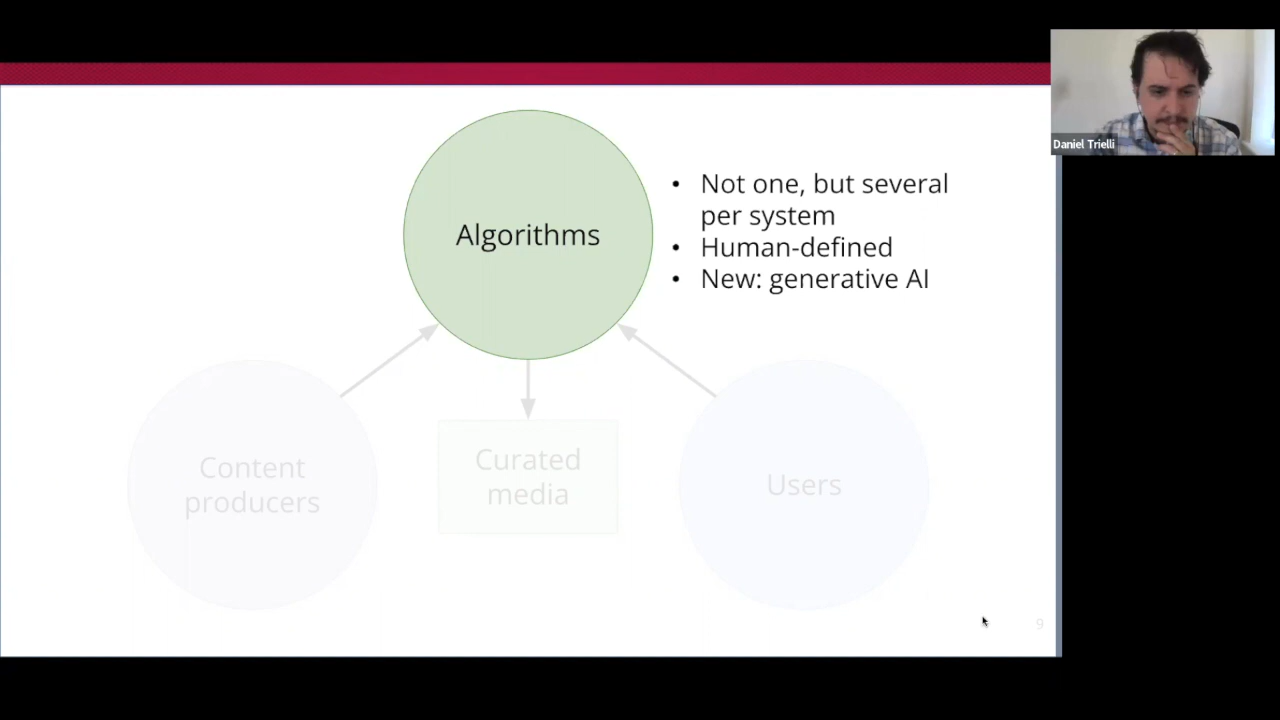 Algorithms
• Not one, but several
per system
• Human-defined
• New: generative AI
Content
producers
Curated
media
Users
9
Daniel Trielli